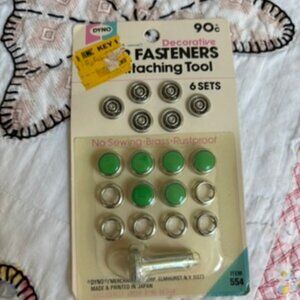 DYNO
90¢
Decorative
FASTENERS
Attaching Tool
6 SETS
No Sewing-Brass-Rustproof
ITEM
554
MADE & PRINTED IN JAPAN